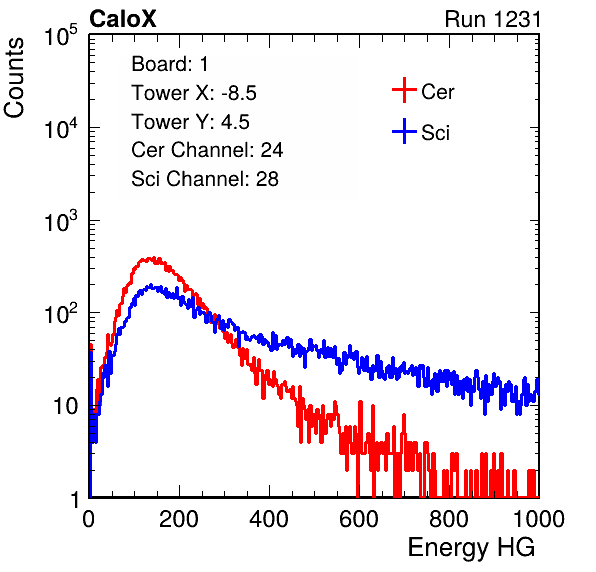 CaloX Run 1231
Counts
Board: 1
Tower X: -8.5
Tower Y: 4.5
Cer Channel: 24
Sci Channel: 28
Cer
Sci
10^5
10^4
10^3
10^2
10
1
0 200 400 600 800 1000
Energy HG